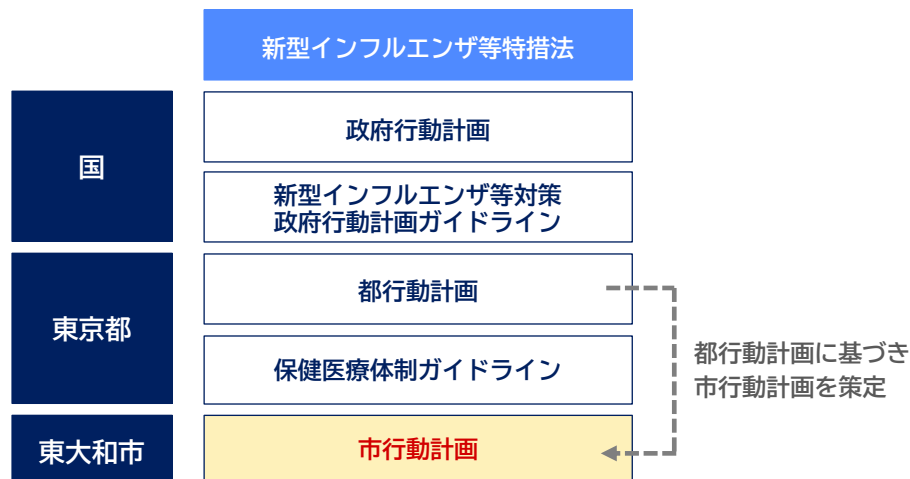 新型インフルエンザ等特措法
国
政府行動計画
新型インフルエンザ等対策
政府行動計画ガイドライン
東京都
都行動計画
保健医療体制ガイドライン
都行動計画に基づき
市行動計画を策定
東大和市
市行動計画